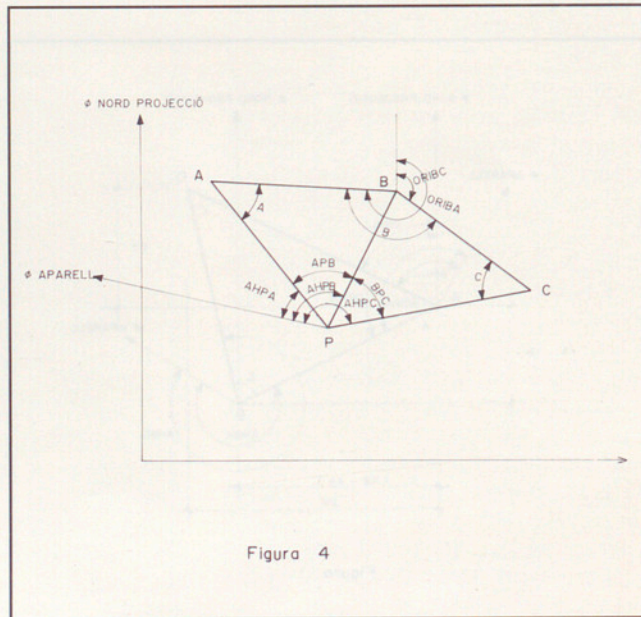 ø NORD PROJECCIÓ
A
B
ORIBC
ORIBA
A
B
APB
C
ø APARELL
AHPA
AHPB
BPC
AHPC
C
P
Figura 4